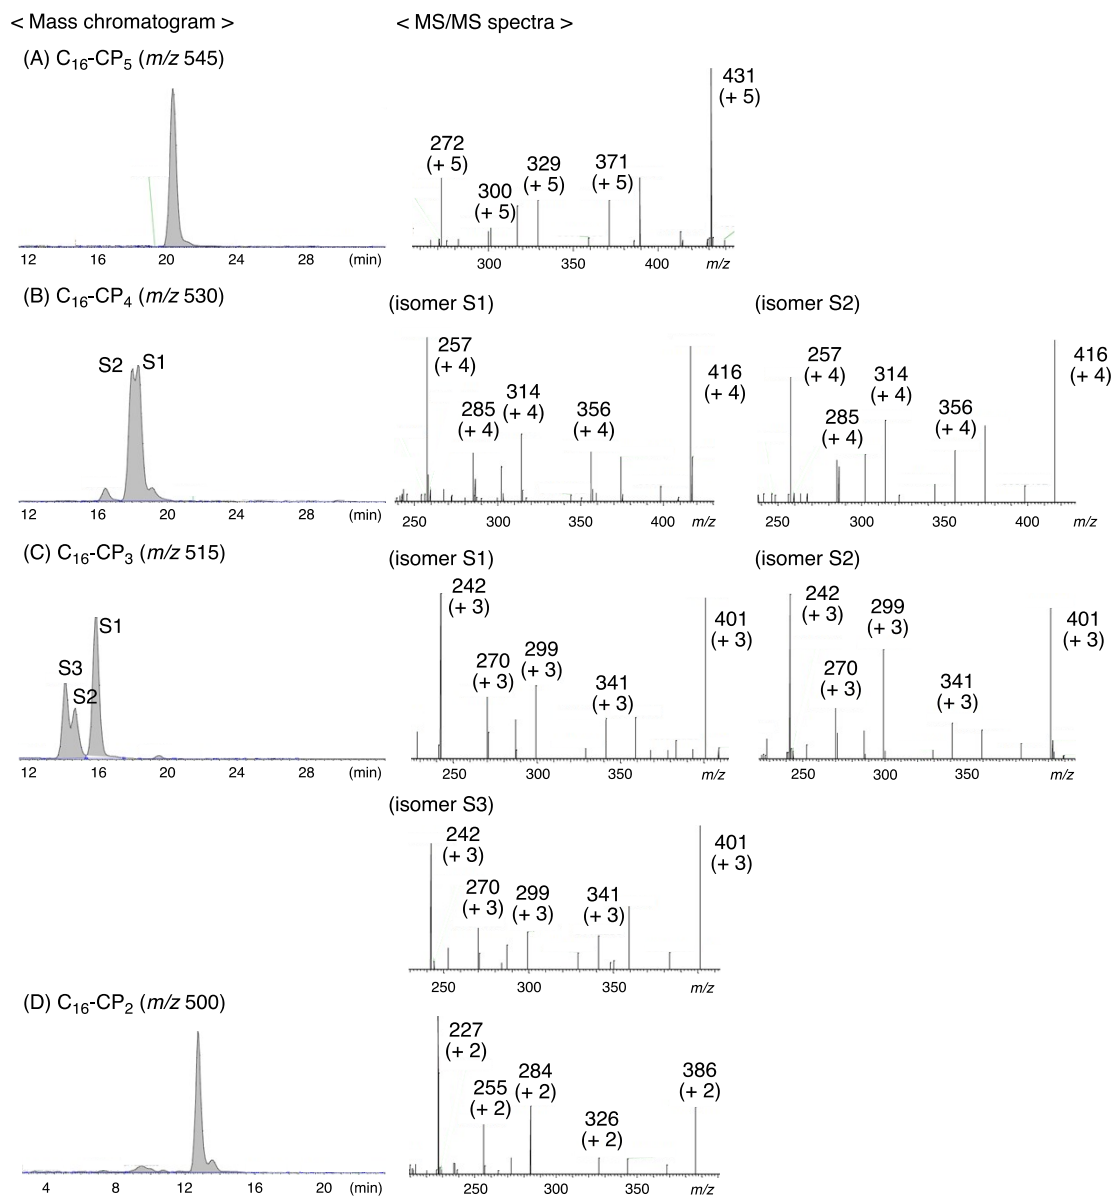 < Mass chromatogram >
< MS/MS spectra >
(A) C16-CP5 (m/z 545)
431
(+ 5)
272
(+ 5)
300
(+ 5)
329
(+ 5)
371
(+ 5)
12 16 20 24 28 (min)
300 350 400 m/z
(B) C16-CP4 (m/z 530)
(isomer S1)
(isomer S2)
S2 S1
257
(+ 4)
285
(+ 4)
314
(+ 4)
356
(+ 4)
416
(+ 4)
257
(+ 4)
285
(+ 4)
314
(+ 4)
356
(+ 4)
416
(+ 4)
12 16 20 24 28 (min)
250 300 350 400 m/z
250 300 350 400 m/z
(C) C16-CP3 (m/z 515)
(isomer S1)
(isomer S2)
S1
S3
S2
242
(+ 3)
270
(+ 3)
299
(+ 3)
341
(+ 3)
401
(+ 3)
242
(+ 3)
270
(+ 3)
299
(+ 3)
341
(+ 3)
401
(+ 3)
12 16 20 24 28 (min)
250 300 350 m/z
250 300 350 m/z
(isomer S3)
242
(+ 3)
270
(+ 3)
299
(+ 3)
341
(+ 3)
401
(+ 3)
250 300 350 m/z
(D) C16-CP2 (m/z 500)
227
(+ 2)
255
(+ 2)
284
(+ 2)
326
(+ 2)
386
(+ 2)
4 8 12 16 20 (min)
250 300 350 m/z